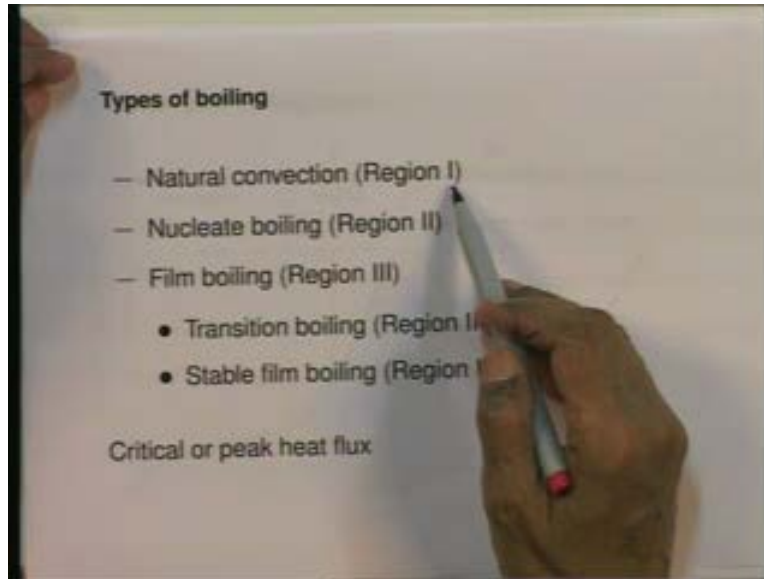 Types of boiling
— Natural convection (Region I)
— Nucleate boiling (Region II)
— Film boiling (Region III)
• Transition boiling (Region
• Stable film boiling (Region
Critical or peak heat flux